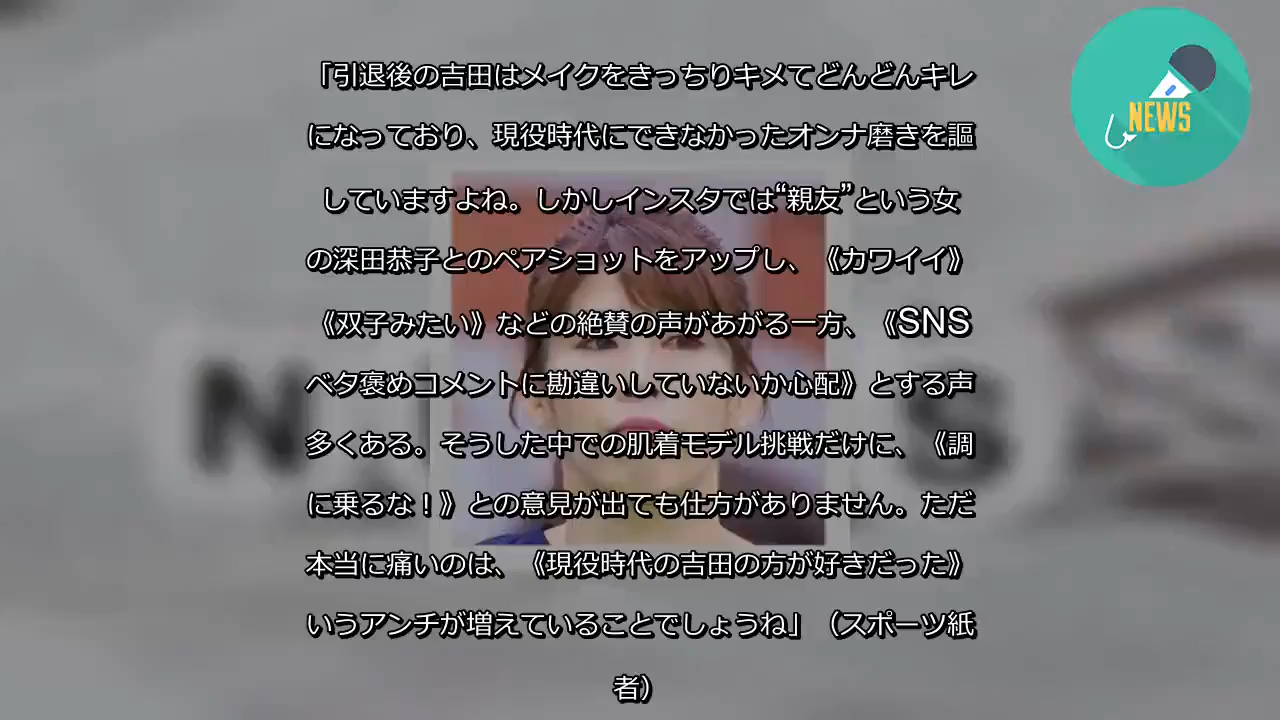 「引退後の吉田はメイクをきっちりキメてどんどんキレ
になっており、現役時代にできなかったオンナ磨きを謳
していますよね。しかしインスタでは“親友”という女
の深田恭子とのペアショットをアップし、《カワイイ》
《双子みたい》などの絶賛の声があがる一方、《SNS
ベタ褒めコメントに勘違いしていないか心配》とする声
多くある。そうした中での肌着モデル挑戦だけに、《調
に乗るな！》との意見が出ても仕方がありません。ただ
本当に痛いのは、《現役時代の吉田の方が好きだった》
いうアンチが増えていることでしょうね」（スポーツ紙
者）
NEWS
N
S